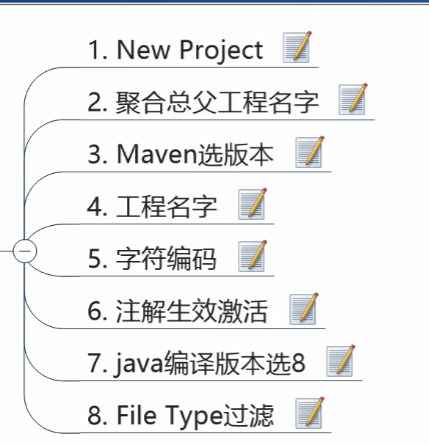 1. New Project
2. 聚合总父工程名字
3. Maven选版本
4. 工程名字
5. 字符编码
6. 注解生效激活
7. java编译版本选8
8. File Type过滤